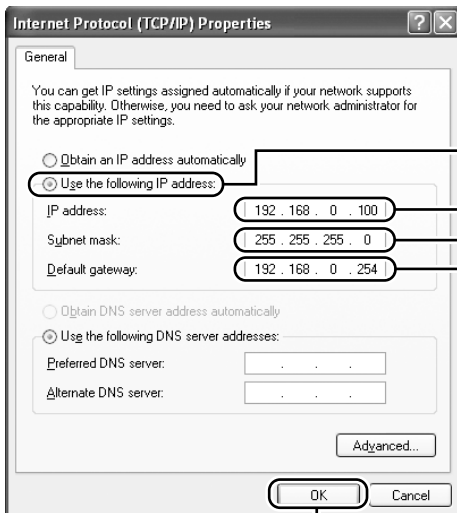 Internet Protocol (TCP/IP) Properties
General
You can get IP settings assigned automatically if your network supports
this capability. Otherwise, you need to ask your network administrator for
the appropriate IP settings.
Obtain an IP address automatically
Use the following IP address:
IP address: 192 . 168 . 0 . 100
Subnet mask: 255 . 255 . 255 . 0
Default gateway: 192 . 168 . 0 . 254
Obtain DNS server address automatically
Use the following DNS server addresses:
Preferred DNS server: . . .
Alternate DNS server: . . .
Advanced...
OK Cancel